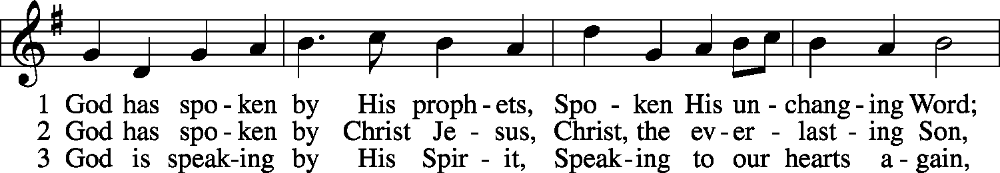 1 God has spo - ken by His proph - ets, Spo - ken His un - chang - ing Word;
2 God has spo - ken by Christ Je - sus, Christ, the ev - er - last - ing Son,
3 God is speak - ing by His Spir - it, Speak - ing to our hearts a - gain,